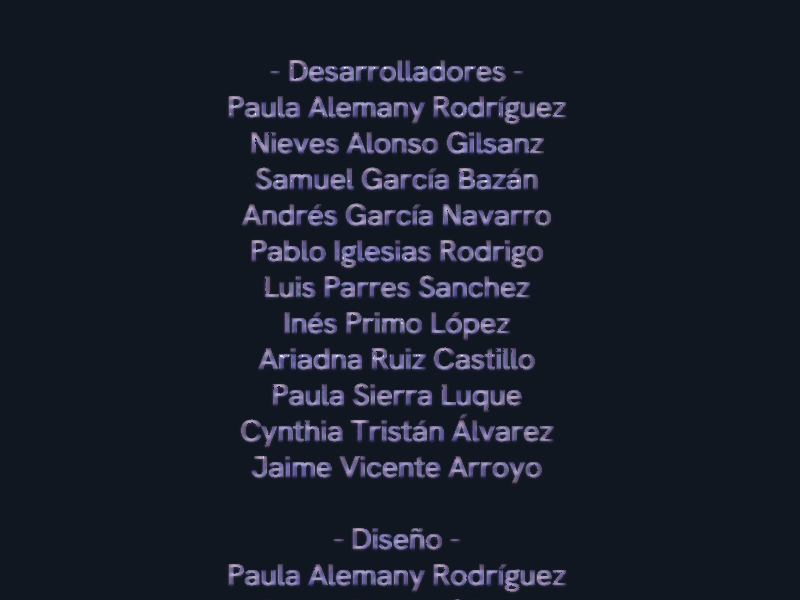 - Desarrolladores -
Paula Alemany Rodríguez
Nieves Alonso Gilsanz
Samuel García Bazán
Andrés García Navarro
Pablo Iglesias Rodrigo
Luis Parres Sanchez
Inés Primo López
Ariadna Ruiz Castillo
Paula Sierra Luque
Cynthia Tristán Álvarez
Jaime Vicente Arroyo
- Diseño -
Paula Alemany Rodríguez